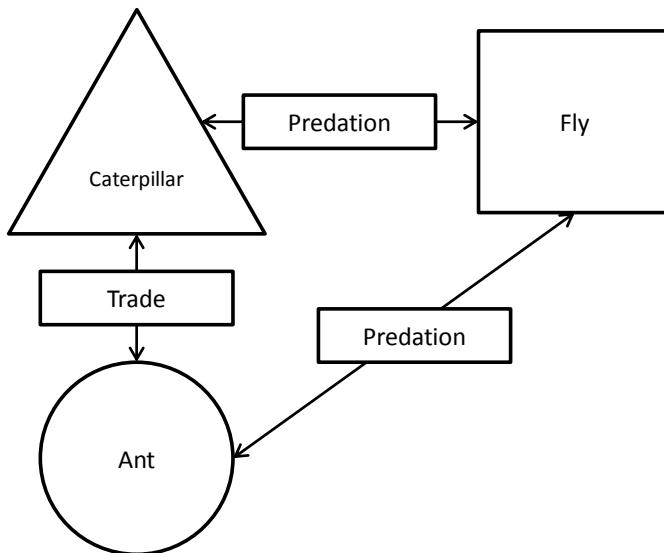 Predation
Fly
Caterpillar
Trade
Predation
Ant